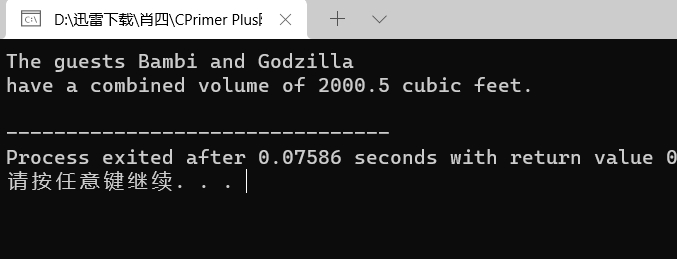 D:\迅雷下载\肖四\CPrimer Plus
The guests Bambi and Godzilla
have a combined volume of 2000.5 cubic feet.
--------------------------------
Process exited after 0.07586 seconds with return value 0
请按任意键继续. . .